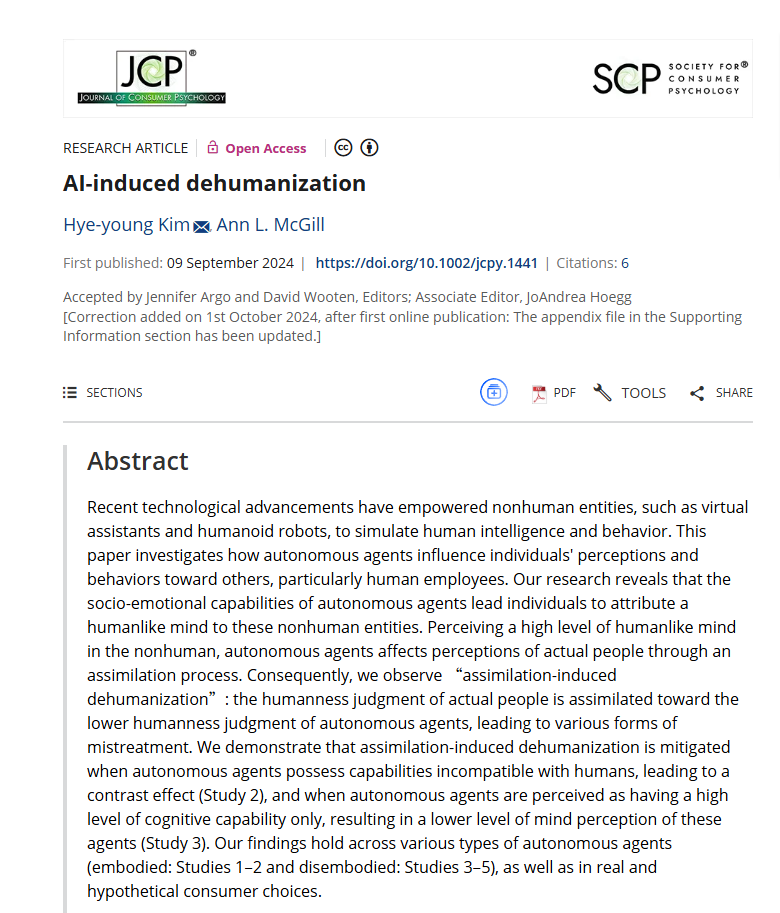 JCP®
JOURNAL OF CONSUMER PSYCHOLOGY
SCP SOCIETY FOR®
CONSUMER
PSYCHOLOGY
RESEARCH ARTICLE Open Access cc
AI-induced dehumanization
Hye-young Kim, Ann L. McGill
First published: 09 September 2024 | https://doi.org/10.1002/jcpy.1441 | Citations: 6
Accepted by Jennifer Argo and David Wooten, Editors; Associate Editor, JoAndrea Hoegg
[Correction added on 1st October 2024, after first online publication: The appendix file in the Supporting
Information section has been updated.]
SECTIONS PDF TOOLS SHARE
Abstract
Recent technological advancements have empowered nonhuman entities, such as virtual
assistants and humanoid robots, to simulate human intelligence and behavior. This
paper investigates how autonomous agents influence individuals' perceptions and
behaviors toward others, particularly human employees. Our research reveals that the
socio-emotional capabilities of autonomous agents lead individuals to attribute a
humanlike mind to these nonhuman entities. Perceiving a high level of humanlike mind
in the nonhuman, autonomous agents affects perceptions of actual people through an
assimilation process. Consequently, we observe “assimilation-induced
dehumanization”: the humanness judgment of actual people is assimilated toward the
lower humanness judgment of autonomous agents, leading to various forms of
mistreatment. We demonstrate that assimilation-induced dehumanization is mitigated
when autonomous agents possess capabilities incompatible with humans, leading to a
contrast effect (Study 2), and when autonomous agents are perceived as having a high
level of cognitive capability only, resulting in a lower level of mind perception of these
agents (Study 3). Our findings hold across various types of autonomous agents
(embodied: Studies 1–2 and disembodied: Studies 3–5), as well as in real and
hypothetical consumer choices.